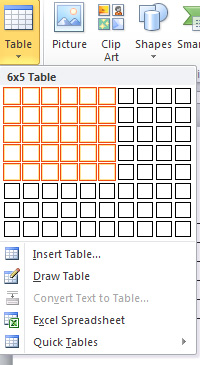 Table
Picture
Clip
Art
Shapes
Smar
6x5 Table
Insert Table...
Draw Table
Convert Text to Table...
Excel Spreadsheet
Quick Tables